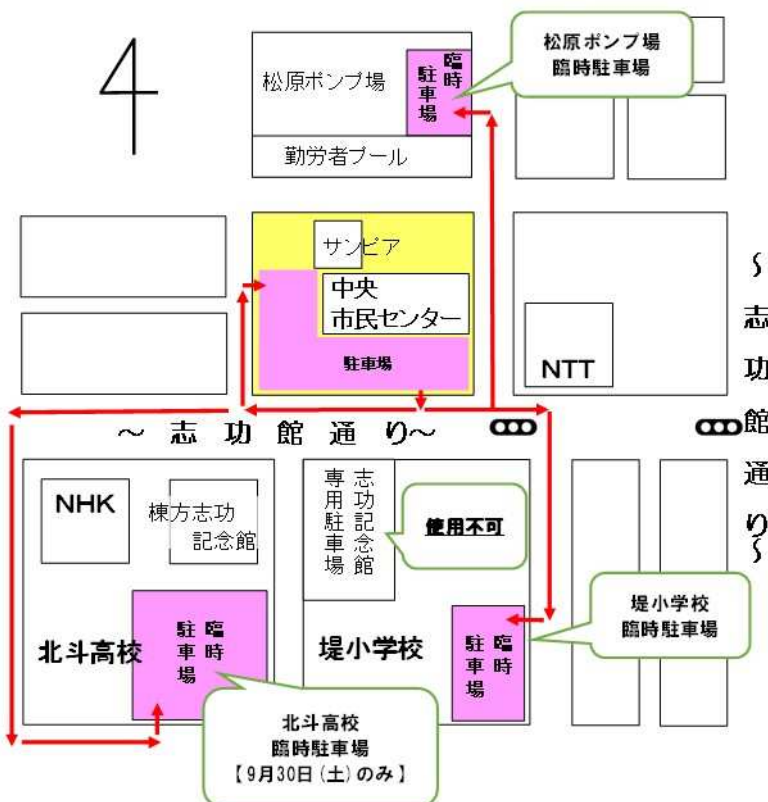 松原ポンプ場
臨時駐車場
松原ポンプ場
臨時
駐車場
勤労者プール
サンピア
中央
市民センター
駐車場
NTT
～志功館通り～
～志功館通り～
NHK
棟方志功
記念館
志功記念館
専用駐車場
使用不可
北斗高校
臨時
駐車場
堤小学校
臨時
駐車場
堤小学校
臨時駐車場
北斗高校
臨時駐車場
【9月30日(土)のみ】